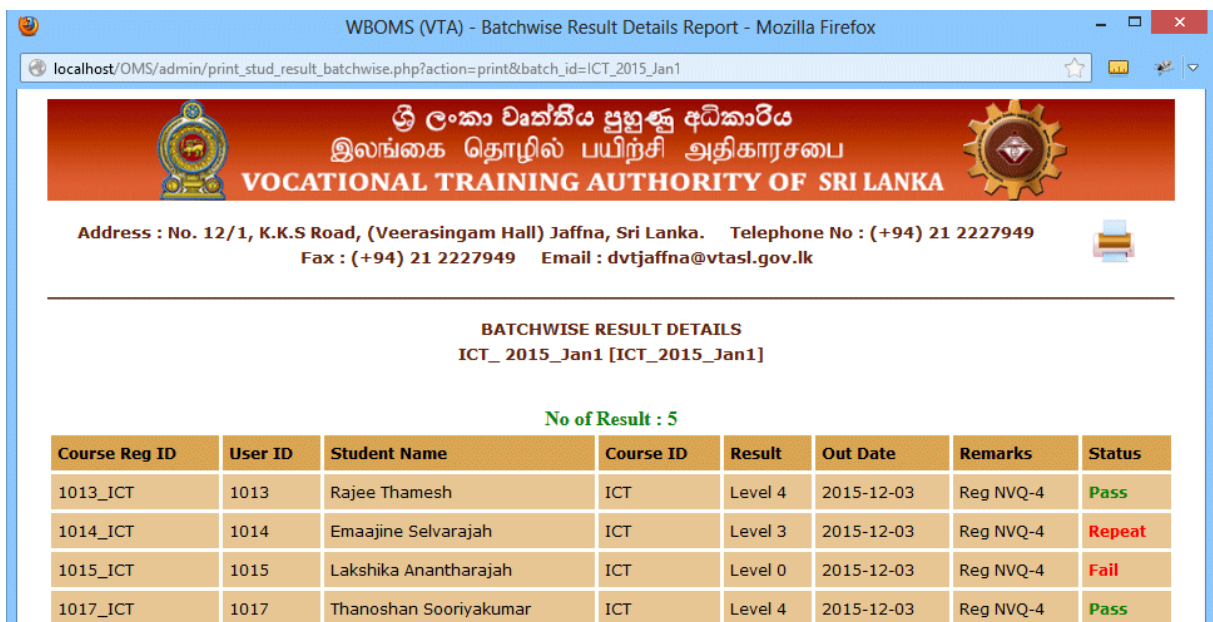 WBOMS (VTA) - Batchwise Result Details Report - Mozilla Firefox
localhost/OMS/admin/print_stud_result_batchwise.php?action=print&batch_id=ICT_2015_Jan1
ශ්‍රී ලංකා වෘත්තීය පුහුණු අධිකාරිය
இலங்கை தொழில் பயிற்சி அதிகாரசபை
VOCATIONAL TRAINING AUTHORITY OF SRI LANKA
Address : No. 12/1, K.K.S Road, (Veerasingam Hall) Jaffna, Sri Lanka. Telephone No : (+94) 21 2227949
Fax : (+94) 21 2227949 Email : dvtjaffna@vtasl.gov.lk
BATCHWISE RESULT DETAILS
ICT_ 2015_Jan1 [ICT_2015_Jan1]
No of Result : 5
Course Reg ID User ID Student Name Course ID Result Out Date Remarks Status
1013_ICT 1013 Rajee Thamesh ICT Level 4 2015-12-03 Reg NVQ-4 Pass
1014_ICT 1014 Emaajine Selvarajah ICT Level 3 2015-12-03 Reg NVQ-4 Repeat
1015_ICT 1015 Lakshika Anantharajah ICT Level 0 2015-12-03 Reg NVQ-4 Fail
1017_ICT 1017 Thanoshan Sooriyakumar ICT Level 4 2015-12-03 Reg NVQ-4 Pass